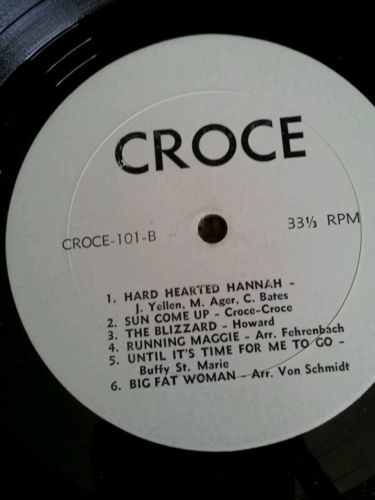 CROCE
CROCE-101-B
33⅓ RPM
1. HARD HEARTED HANNAH -
J. Yellen, M. Ager, C. Bates
2. SUN COME UP - Croce-Croce
3. THE BLIZZARD - Howard
4. RUNNING MAGGIE - Arr. Fehrenbach
5. UNTIL IT'S TIME FOR ME TO GO -
Buffy St. Marie
6. BIG FAT WOMAN - Arr. Von Schmidt